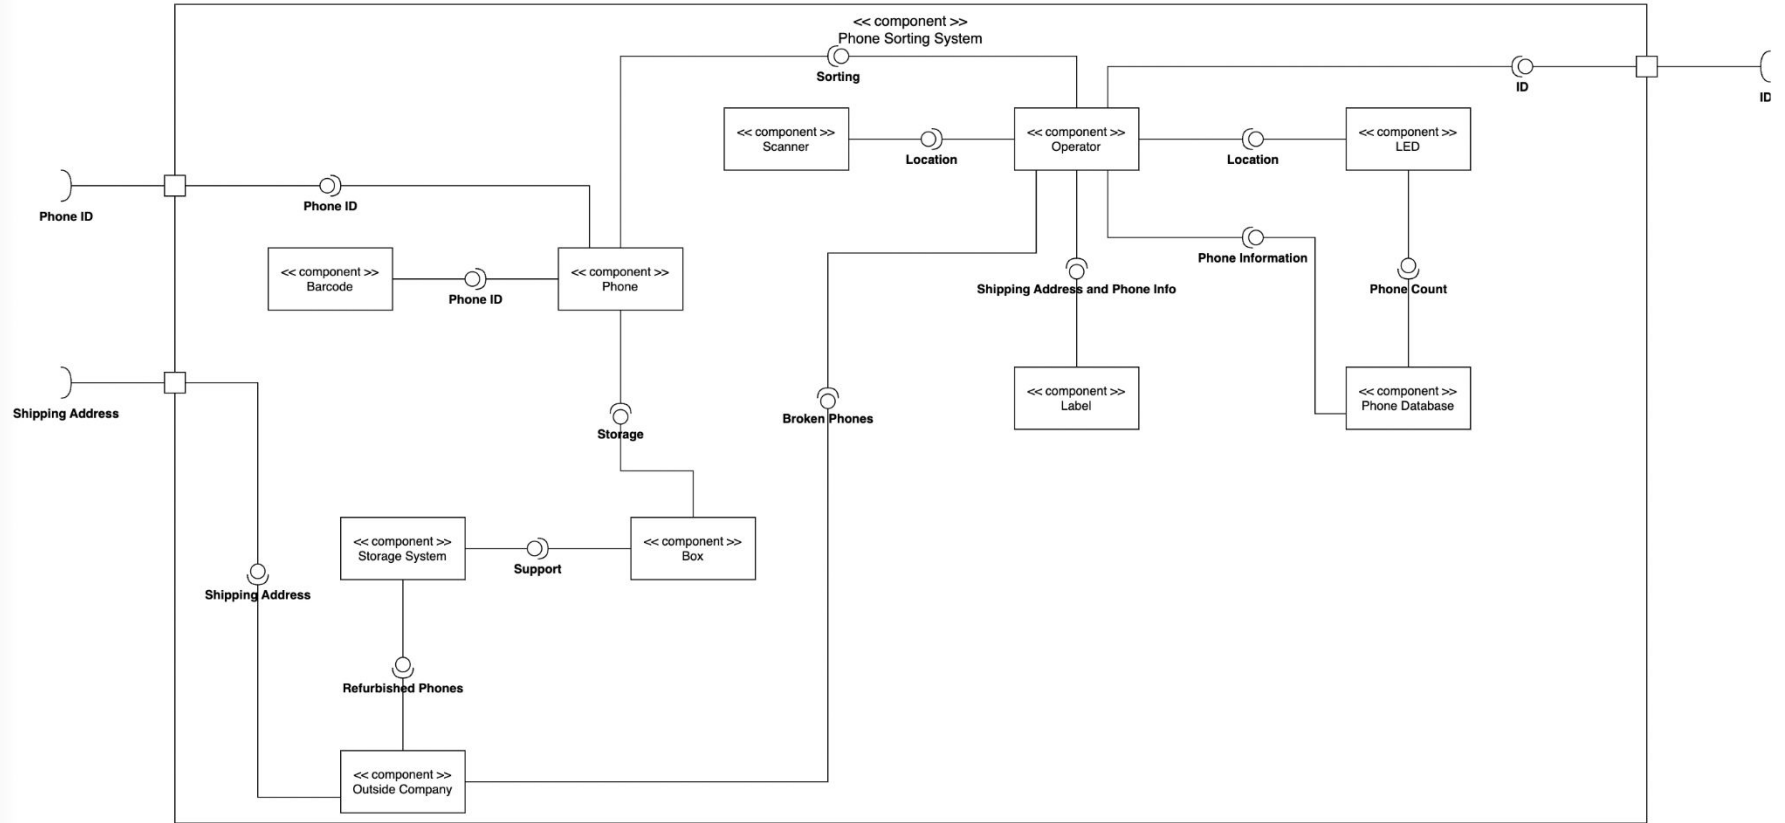 << component >>
Phone Sorting System
Sorting
ID
ID
<< component >>
Scanner
Location
<< component >>
Operator
Location
<< component >>
LED
Phone ID
Phone ID
<< component >>
Barcode
Phone ID
<< component >>
Phone
Phone Information
Shipping Address and Phone Info
Phone Count
Shipping Address
Storage
Broken Phones
<< component >>
Label
<< component >>
Phone Database
<< component >>
Storage System
Support
<< component >>
Box
Shipping Address
Refurbished Phones
<< component >>
Outside Company